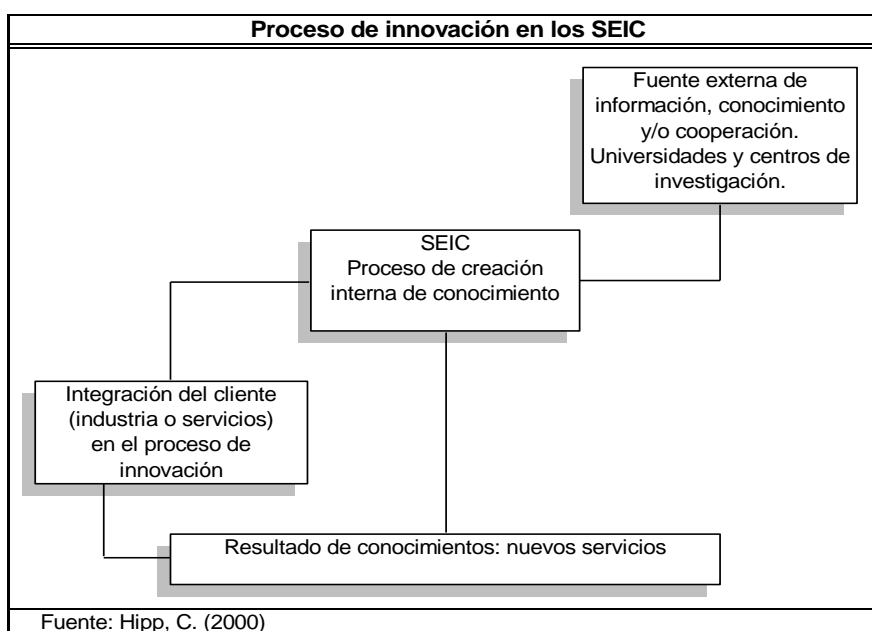 Proceso de innovación en los SEIC
Fuente externa de
información, conocimiento
y/o cooperación.
Universidades y centros de
investigación.
SEIC
Proceso de creación
interna de conocimiento
Integración del cliente
(industria o servicios)
en el proceso de
innovación
Resultado de conocimientos: nuevos servicios
Fuente: Hipp, C. (2000)